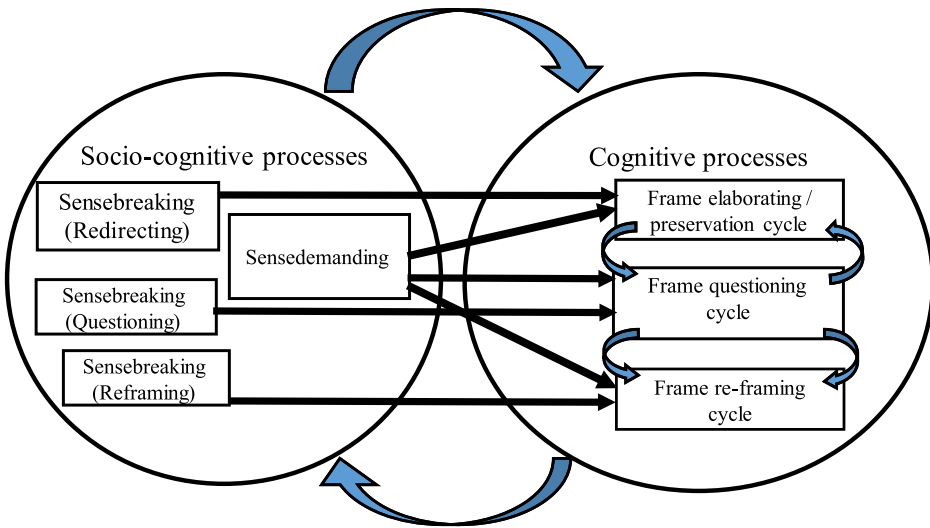 Socio-cognitive processes
Sensebreaking
(Redirecting)
Sensedemanding
Sensebreaking
(Questioning)
Sensebreaking
(Reframing)
Cognitive processes
Frame elaborating /
preservation cycle
Frame questioning
cycle
Frame re-framing
cycle